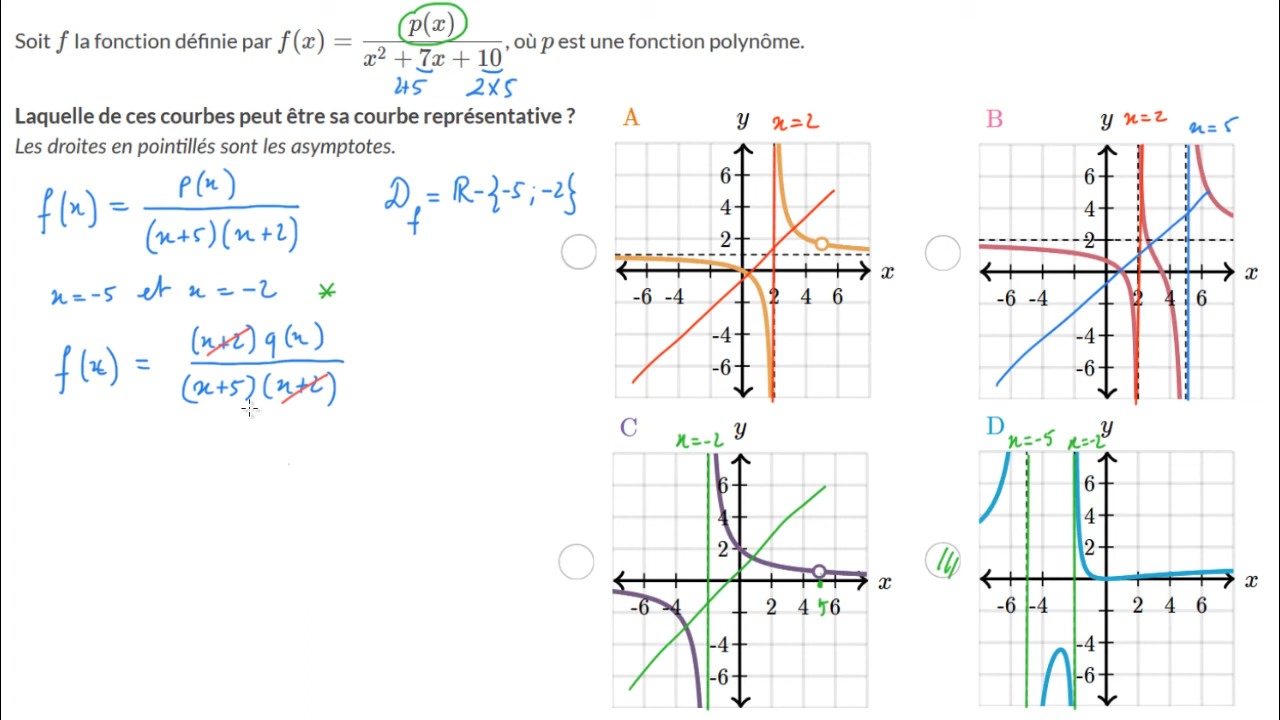 Soit f la fonction définie par f(x) = p(x) / (x² + 7x + 10), où p est une fonction polynôme.
2+5 2×5
Laquelle de ces courbes peut être sa courbe représentative ?
Les droites en pointillés sont les asymptotes.
f(x) = p(x) / ((x+5)(x+2))
D_f = ℝ-{-5 ; -2}
x = -5 et x = -2 *
f(x) = (x+2) q(x) / ((x+5)(x+2))
A
y x=2
6
4
2
-6 -4 2 4 6 x
-4
-6
B
y x=2 x=5
6
4
2
-6 -4 2 4 6 x
-4
-6
C
x=-2 y
6
4
2
-6 -4 2 4 5 6 x
-4
-6
D
x=-5 x=-2 y
6
4
2
-6 -4 2 4 6 x
-4
-6